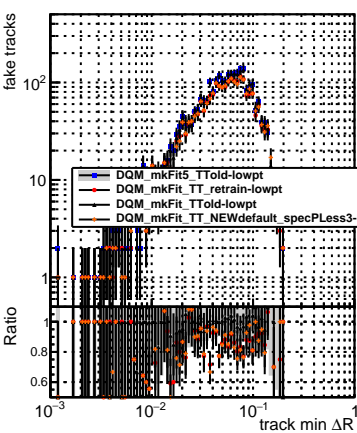 fake tracks
10²
10
1
DQM_mkFit5_TTold-lowpt
DQM_mkFit_TT_retrain-lowpt
DQM_mkFit_TTold-lowpt
DQM_mkFit_TT_NEWdefault_specPLess3-
Ratio
1
0.8
0.6
10⁻³ 10⁻² 10⁻¹ 1
track min ΔR